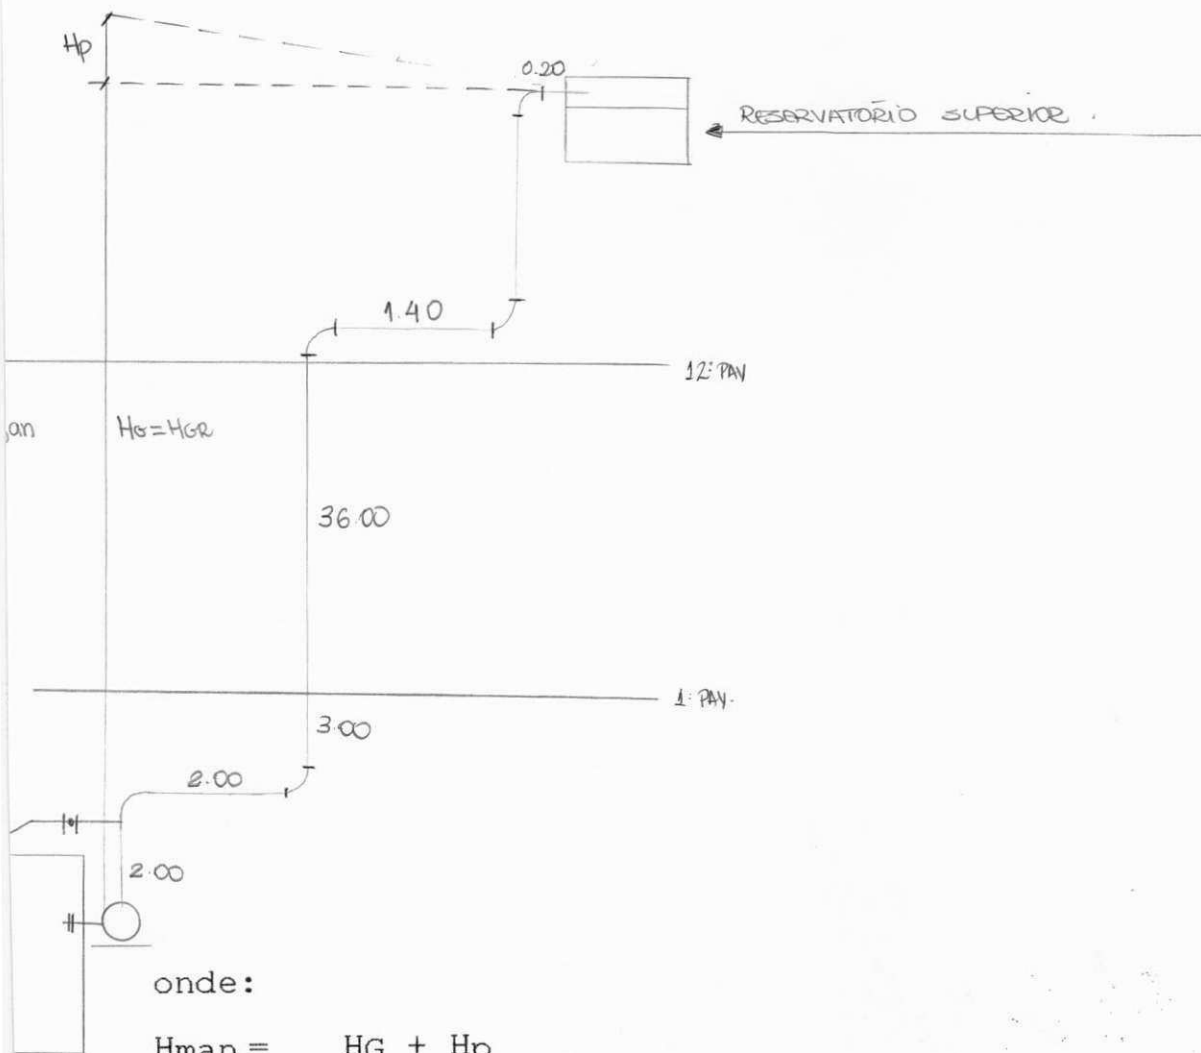 Hp
0.20
RESERVATÓRIO SUPERIOR.
1.40
12º PAV
an
HG=HGR
36.00
1º PAV.
3.00
2.00
2.00
onde:
Hman = HG + Hp